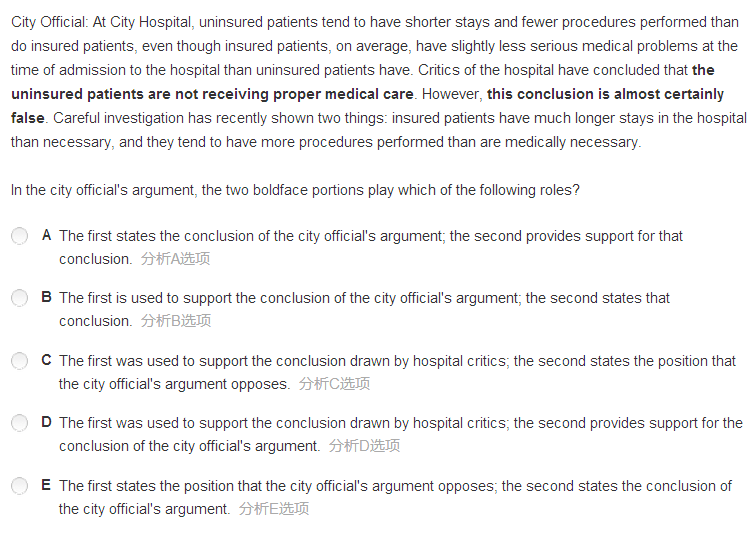 City Official: At City Hospital, uninsured patients tend to have shorter stays and fewer procedures performed than
do insured patients, even though insured patients, on average, have slightly less serious medical problems at the
time of admission to the hospital than uninsured patients have. Critics of the hospital have concluded that the
uninsured patients are not receiving proper medical care. However, this conclusion is almost certainly
false. Careful investigation has recently shown two things: insured patients have much longer stays in the hospital
than necessary, and they tend to have more procedures performed than are medically necessary.
In the city official's argument, the two boldface portions play which of the following roles?
A The first states the conclusion of the city official's argument; the second provides support for that
conclusion. 分析A选项
B The first is used to support the conclusion of the city official's argument; the second states that
conclusion. 分析B选项
C The first was used to support the conclusion drawn by hospital critics; the second states the position that
the city official's argument opposes. 分析C选项
D The first was used to support the conclusion drawn by hospital critics; the second provides support for the
conclusion of the city official's argument. 分析D选项
E The first states the position that the city official's argument opposes; the second states the conclusion of
the city official's argument. 分析E选项